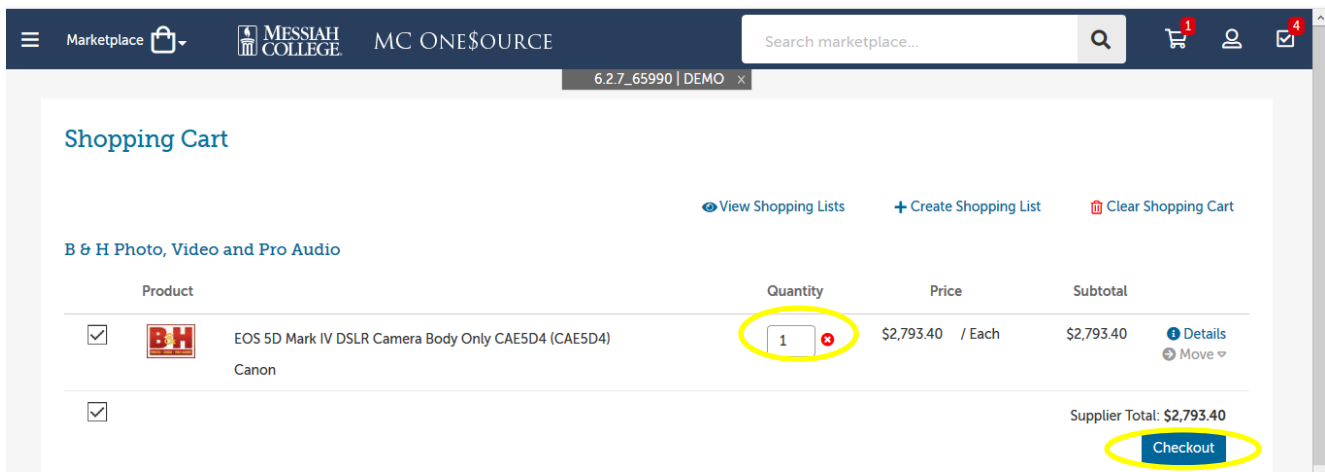 Marketplace MESSIAH COLLEGE. MC ONE$OURCE Search marketplace... 1 4
6.2.7_65990 | DEMO ×
Shopping Cart
View Shopping Lists + Create Shopping List Clear Shopping Cart
B & H Photo, Video and Pro Audio
Product Quantity Price Subtotal
B&H EOS 5D Mark IV DSLR Camera Body Only CAE5D4 (CAE5D4) 1 $2,793.40 / Each $2,793.40 Details
Canon Move
Supplier Total: $2,793.40
Checkout